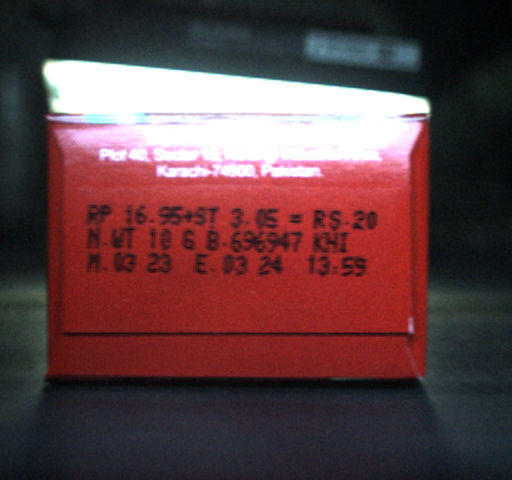 Plot 42, Sector
Karachi-74900, Pakistan.
RP 16.95+ST 3.05 = RS.20
N.WT 10 G B.696947 KHI
M.03 23 E.03 24 13:59